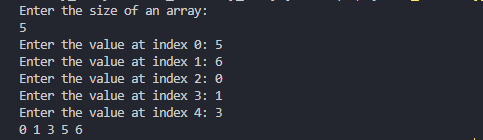 Enter the size of an array:
5
Enter the value at index 0: 5
Enter the value at index 1: 6
Enter the value at index 2: 0
Enter the value at index 3: 1
Enter the value at index 4: 3
0 1 3 5 6